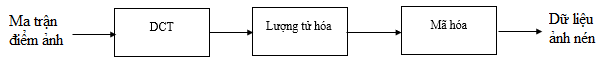 Ma trận
điểm ảnh
DCT
Lượng tử hóa
Mã hóa
Dữ liệu
ảnh nén